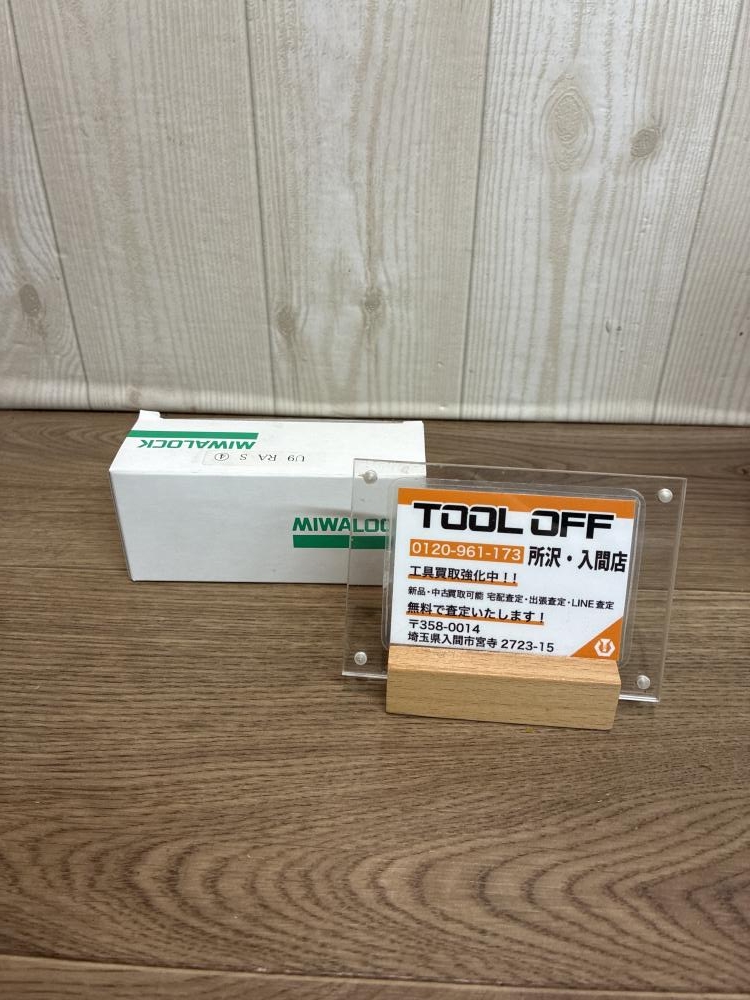 MIWALOCK
U9 RA S ④
MIWALOC
TOOL OFF
0120-961-173 所沢・入間店
工具買取強化中！！
新品・中古買取可能 宅配査定・出張査定・LINE査定
無料で査定いたします！
〒358-0014
埼玉県入間市宮寺 2723-15